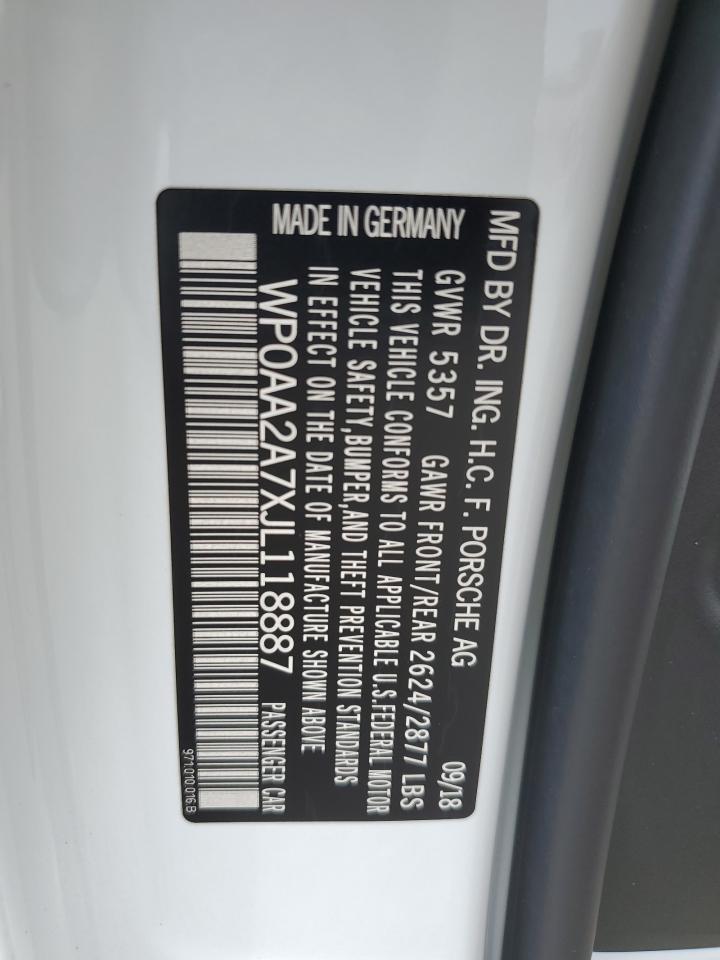 MFD BY DR. ING. H.C. F. PORSCHE AG
MADE IN GERMANY 09/18
GVWR 5357 GAWR FRONT/REAR 2624/2877 LBS
THIS VEHICLE CONFORMS TO ALL APPLICABLE U.S.FEDERAL MOTOR
VEHICLE SAFETY,BUMPER,AND THEFT PREVENTION STANDARDS
IN EFFECT ON THE DATE OF MANUFACTURE SHOWN ABOVE
WP0AA2A7XJL118887 PASSENGER CAR
971.010.016.B